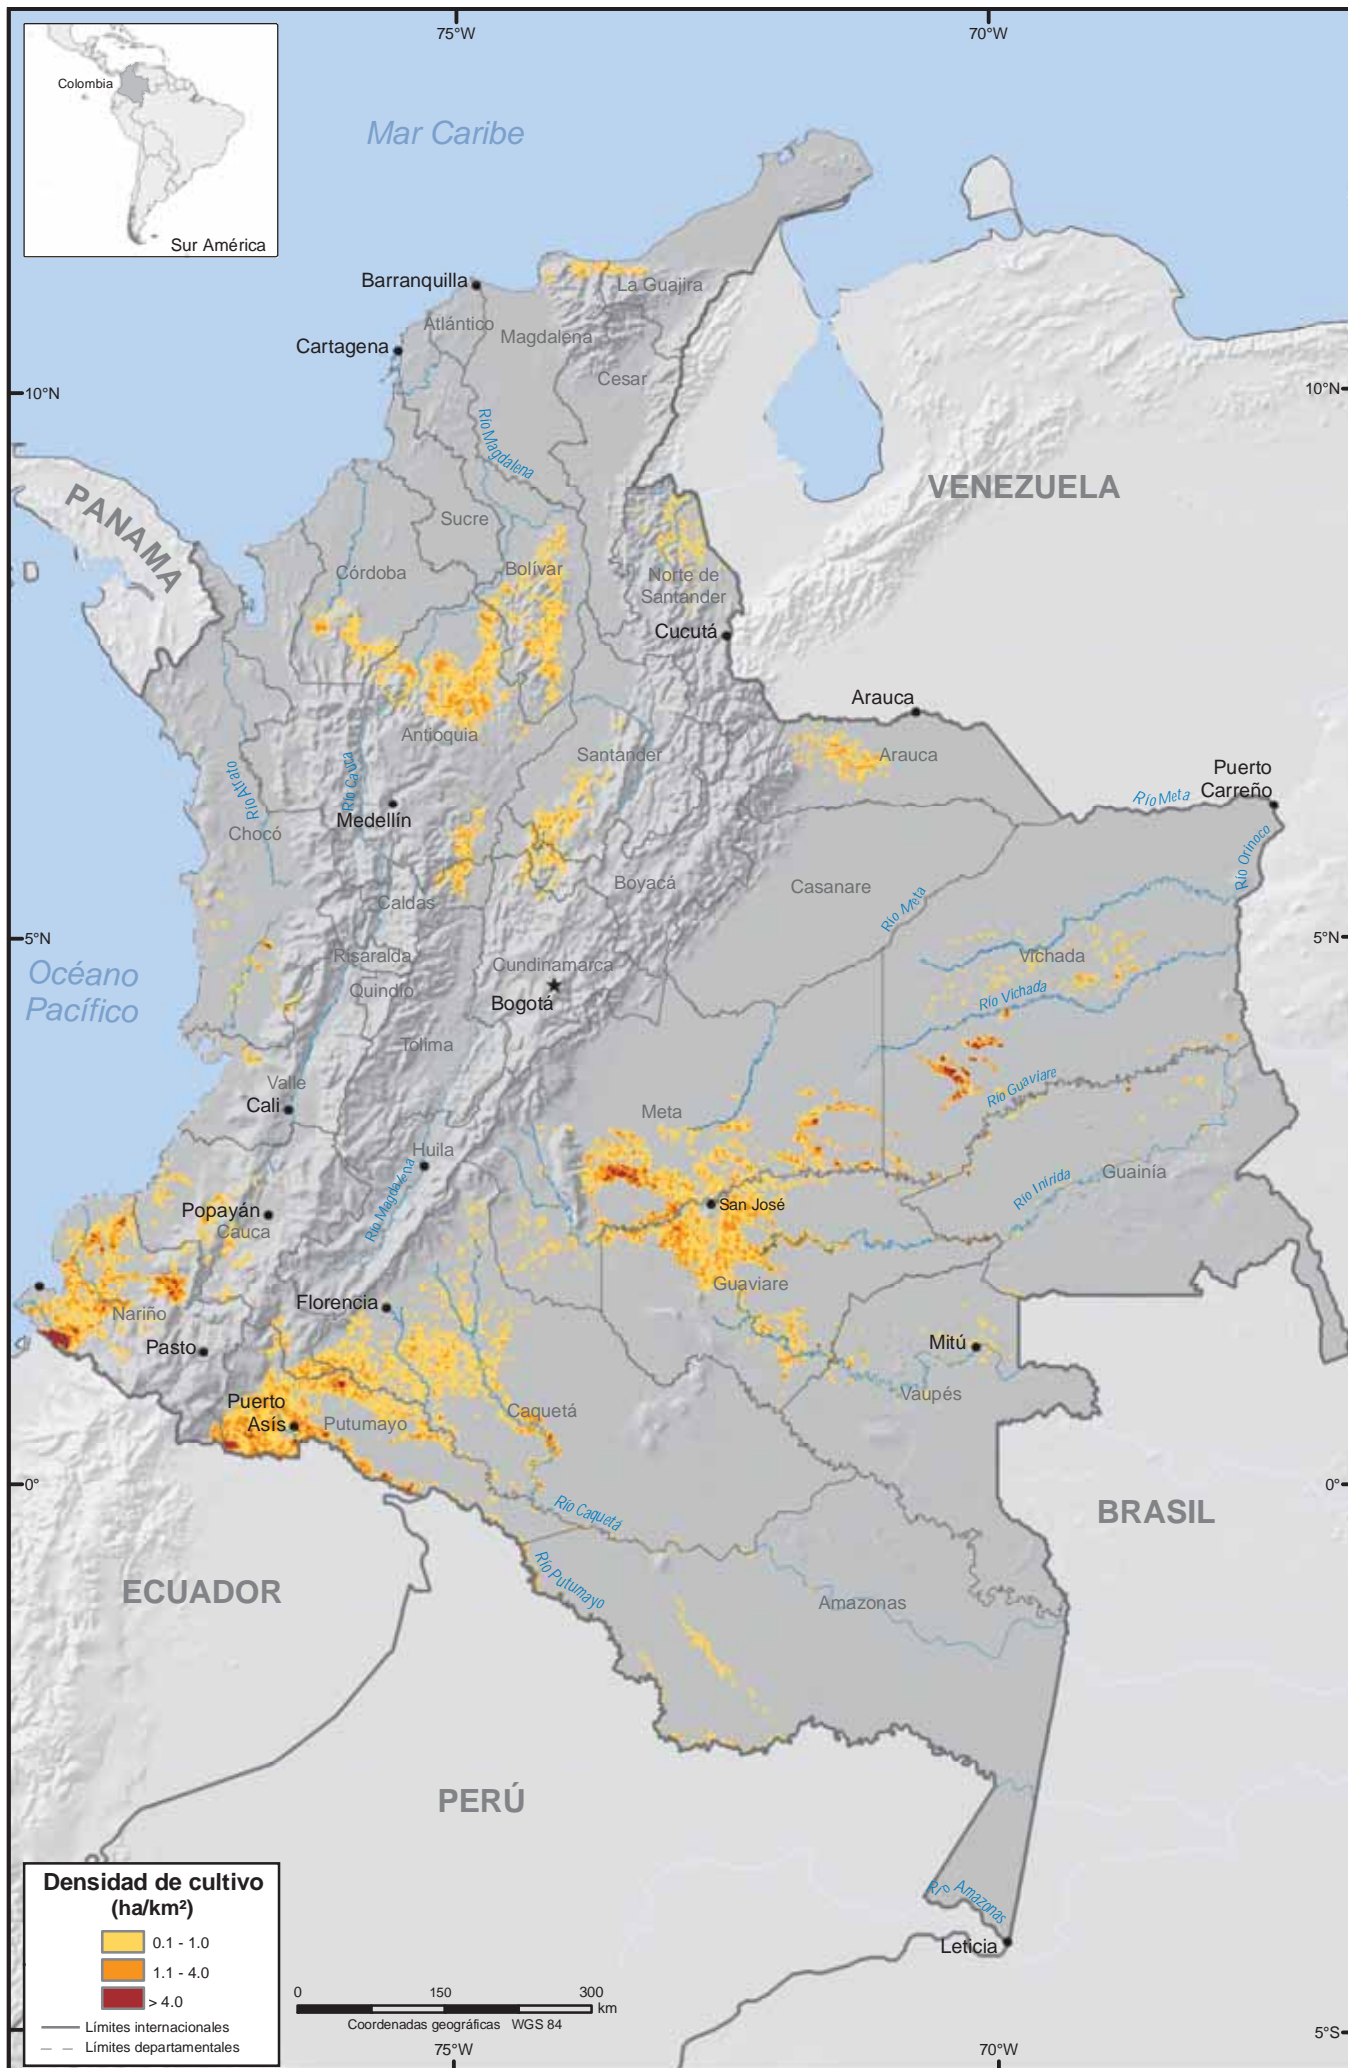 75°W
70°W
Colombia
Sur América
Mar Caribe
Barranquilla
La Guajira
Atlántico
Magdalena
Cartagena
Cesar
10°N
10°N
Río Magdalena
VENEZUELA
PANAMA
Sucre
Córdoba
Bolívar
Norte de
Santander
Cucutá
Arauca
Antioquia
Santander
Arauca
Puerto
Carreño
Río Meta
Río Atrato
Río Cauca
Medellín
Chocó
Río Orinoco
Boyacá
Casanare
Caldas
Río Meta
5°N
5°N
Océano
Pacífico
Risaralda
Cundinamarca
Vichada
Quindío
Bogotá
Río Vichada
Tolima
Valle
Cali
Río Guaviare
Meta
Huila
Guainía
Río Inírida
Río Magdalena
Popayán
Cauca
San José
Guaviare
Florencia
Nariño
Pasto
Mitú
Vaupés
Puerto
Asís
Putumayo
Caquetá
0°
0°
Río Caquetá
BRASIL
ECUADOR
Río Putumayo
Amazonas
PERÚ
Río Amazonas
Leticia
Densidad de cultivo
(ha/km²)
0.1 - 1.0
1.1 - 4.0
> 4.0
Límites internacionales
Límites departamentales
0
150
300
km
Coordenadas geográficas WGS 84
5°S
75°W
70°W